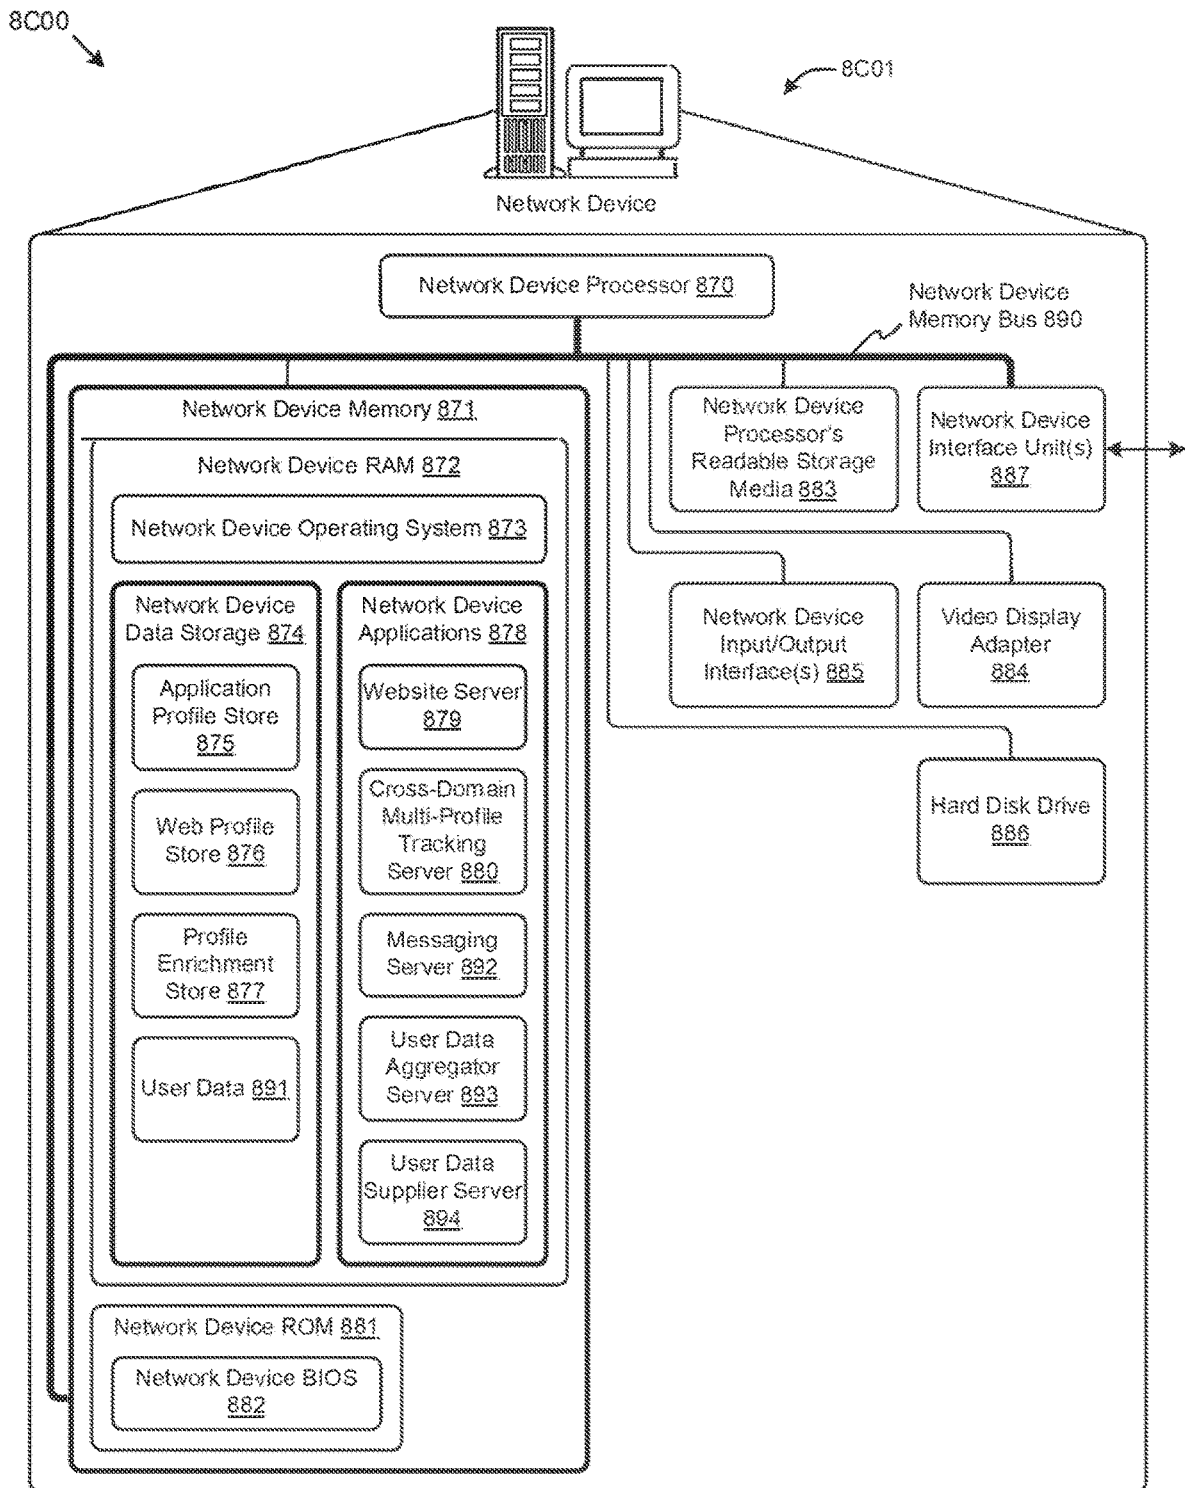 8C00
8C01
Network Device
Network Device Processor 870
Network Device
Memory Bus 890
Network Device Memory 871
Network Device RAM 872
Network Device Operating System 873
Network Device
Data Storage 874
Application
Profile Store
875
Web Profile
Store 876
Profile
Enrichment
Store 877
User Data 891
Network Device
Applications 878
Website Server
879
Cross-Domain
Multi-Profile
Tracking
Server 880
Messaging
Server 892
User Data
Aggregator
Server 893
User Data
Supplier Server
894
Network Device ROM 881
Network Device BIOS
882
Network Device
Processor's
Readable Storage
Media 883
Network Device
Interface Unit(s)
887
Network Device
Input/Output
Interface(s) 885
Video Display
Adapter
884
Hard Disk Drive
886